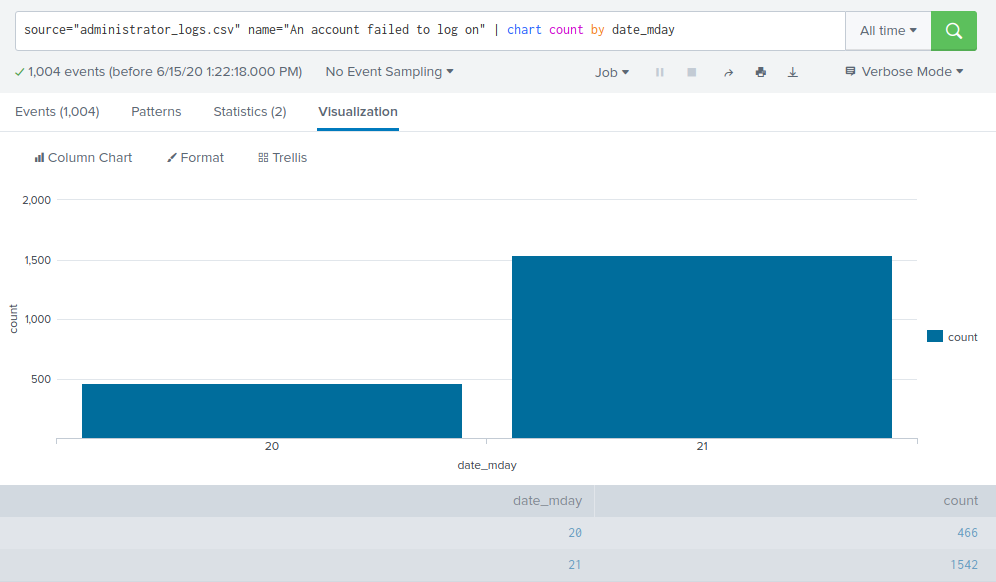 source="administrator_logs.csv" name="An account failed to log on" | chart count by date_mday
All time
1,004 events (before 6/15/20 1:22:18.000 PM)
No Event Sampling
Job
Verbose Mode
Events (1,004)
Patterns
Statistics (2)
Visualization
Column Chart
Format
Trellis
2,000
1,500
1,000
500
count
20
21
date_mday
count
date_mday count
20 466
21 1542